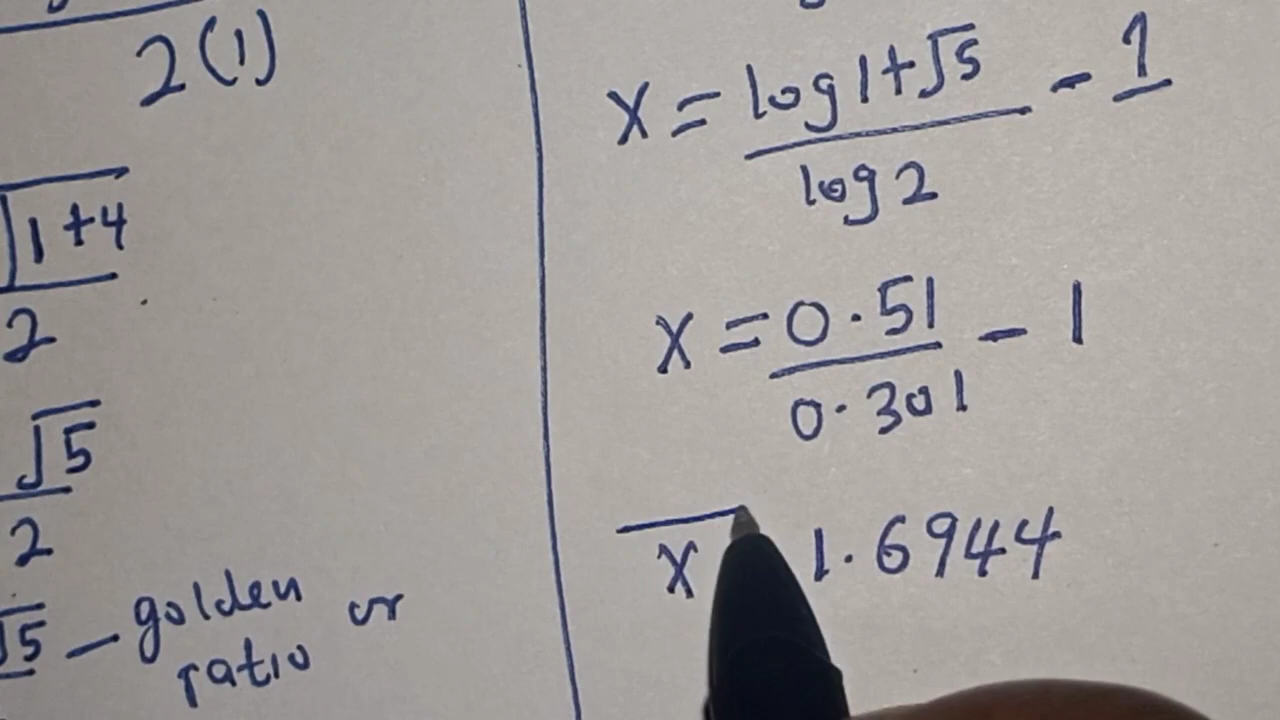 2(1)
√1+4
2
√5
2
√5 – golden or
ratio
x = log 1+√5 - 1
log 2
x = 0.51 - 1
0.301
x 1.6944